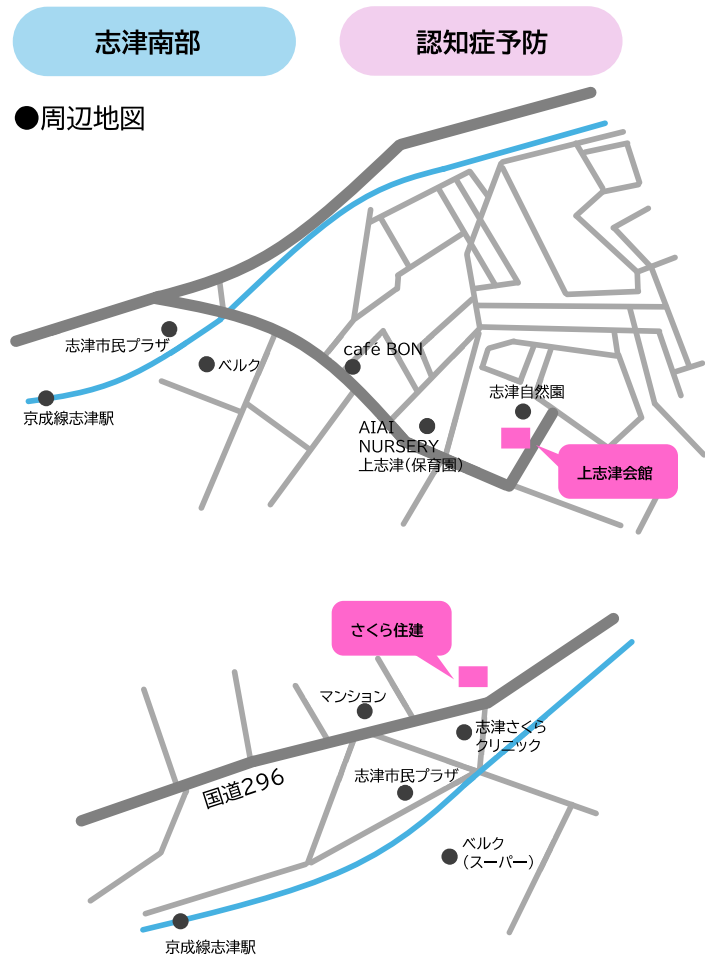 志津南部
認知症予防
●周辺地図
志津市民プラザ
ベルク
京成線志津駅
café BON
志津自然園
AIAI
NURSERY
上志津(保育園)
上志津会館
さくら住建
マンション
志津さくら
クリニック
国道296
志津市民プラザ
ベルク
(スーパー)
京成線志津駅